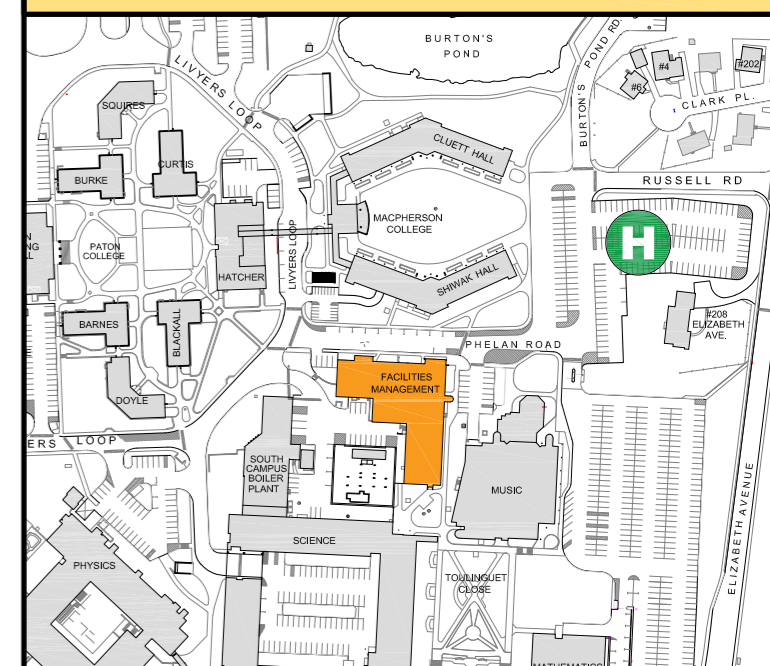 BURTON'S
POND
BURTON'S POND RD.
#202
#4
#6
CLARK PL.
LIVYERS LOOP
SQUIRES
CURTIS
CLUETT HALL
BURKE
RUSSELL RD
MACPHERSON
COLLEGE
H
PATON
COLLEGE
LIVYERS LOOP
HATCHER
SHIWAK HALL
#208
ELIZABETH
AVE.
BARNES
BLACKALL
PHELAN ROAD
FACILITIES
MANAGEMENT
DOYLE
ERS LOOP
SOUTH
CAMPUS
BOILER
PLANT
MUSIC
ELIZABETH AVENUE
SCIENCE
PHYSICS
TOULINGUET
CLOSE
MATHEMATICS